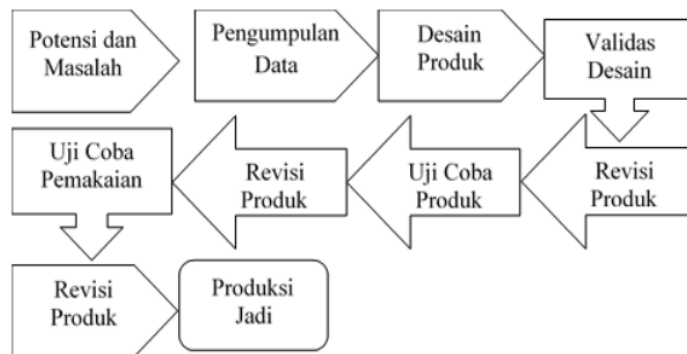 Potensi dan
Masalah
Pengumpulan
Data
Desain
Produk
Validas
Desain
Revisi
Produk
Uji Coba
Produk
Revisi
Produk
Uji Coba
Pemakaian
Revisi
Produk
Produksi
Jadi